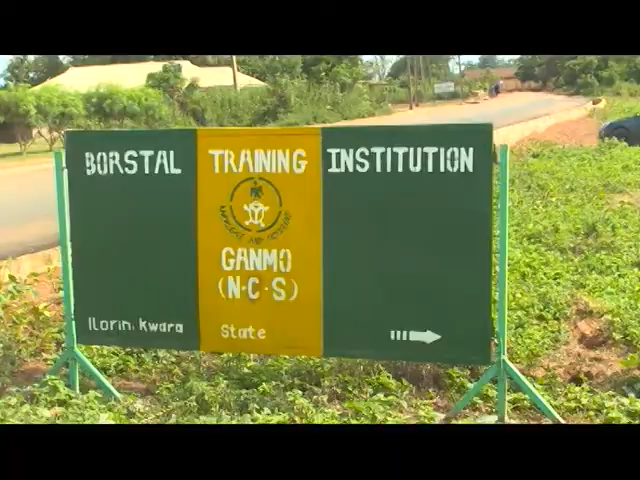 BORSTAL TRAINING INSTITUTION
GANMO
(N.C.S)
Ilorin, Kwara State